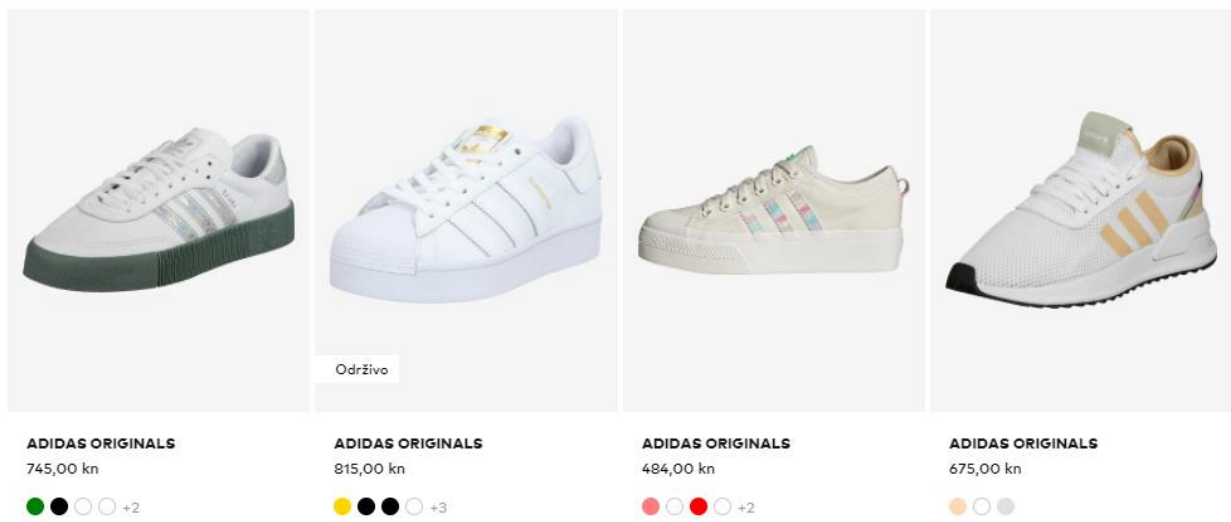 Održivo
ADIDAS ORIGINALS
745,00 kn
+2
ADIDAS ORIGINALS
815,00 kn
+3
ADIDAS ORIGINALS
484,00 kn
+2
ADIDAS ORIGINALS
675,00 kn